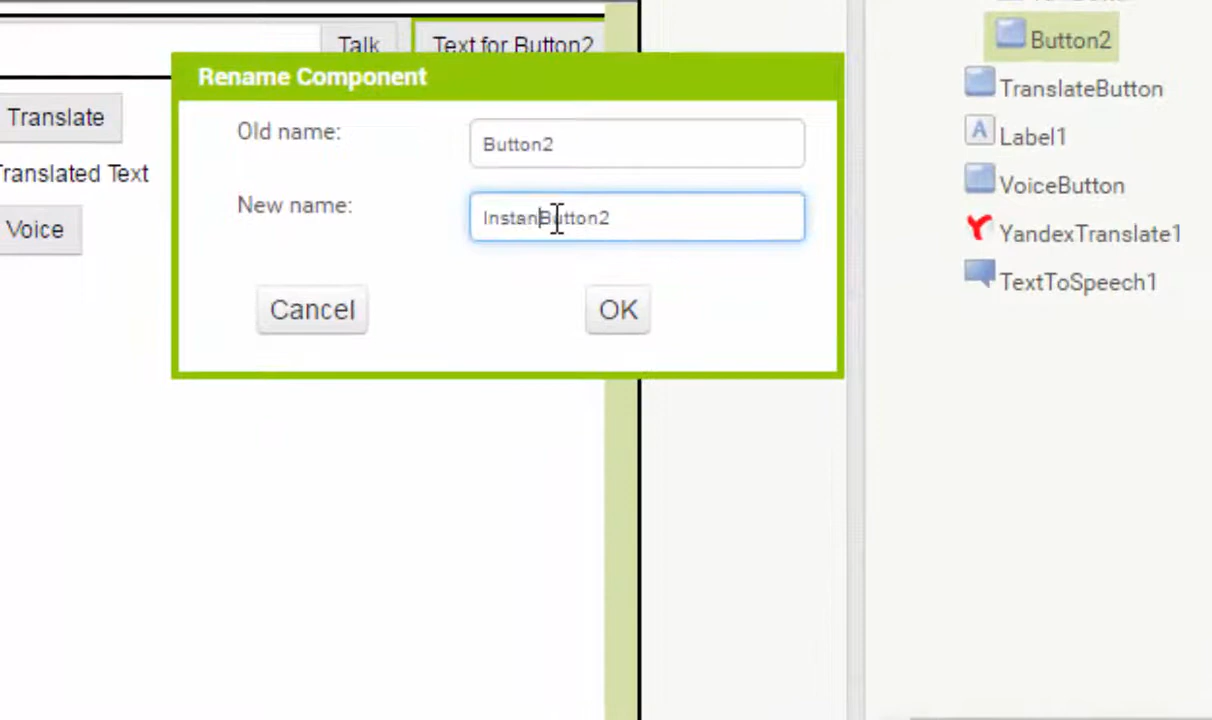 Talk
Text for Button2
Button2
Rename Component
TranslateButton
Translate
Old name:
Button2
Label1
Translated Text
VoiceButton
New name:
InstanButton2
Voice
YandexTranslate1
TextToSpeech1
Cancel
OK